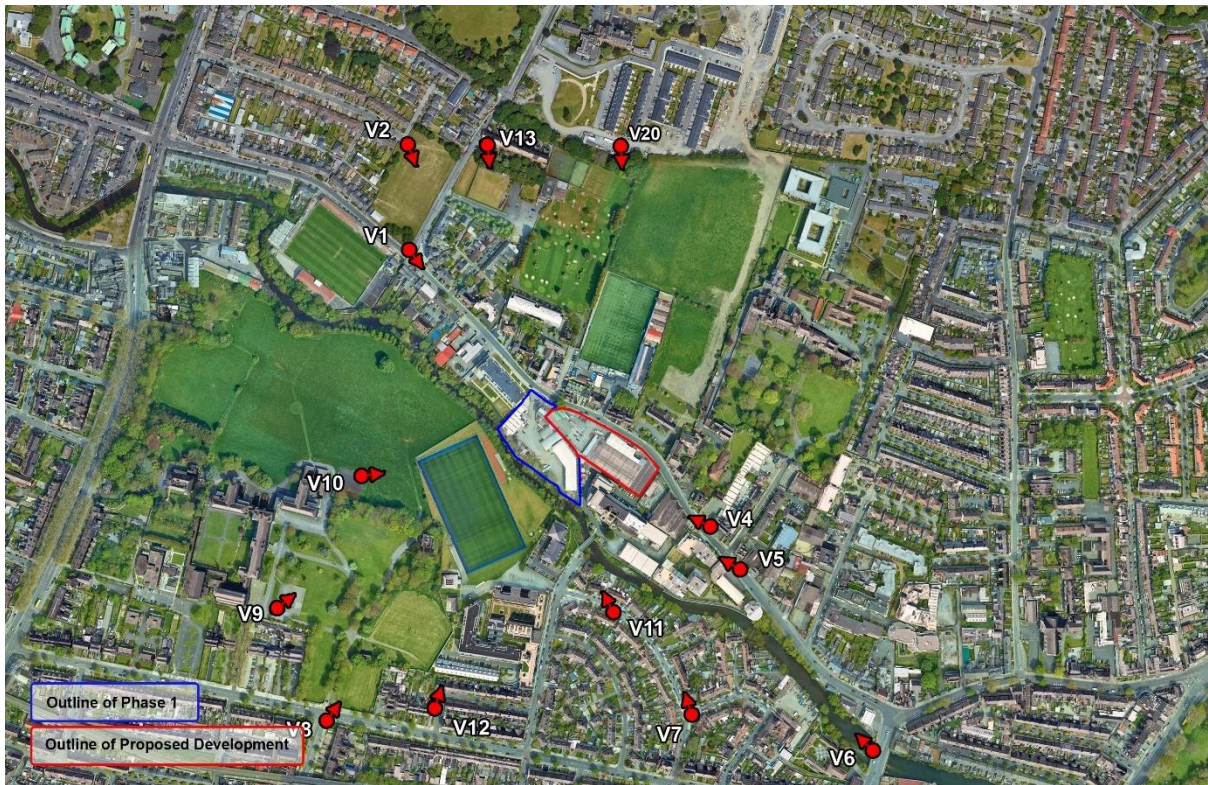 V2
V13
V20
V1
V10
V4
V5
V9
V11
V8
V12
V7
V6
Outline of Phase 1
Outline of Proposed Development